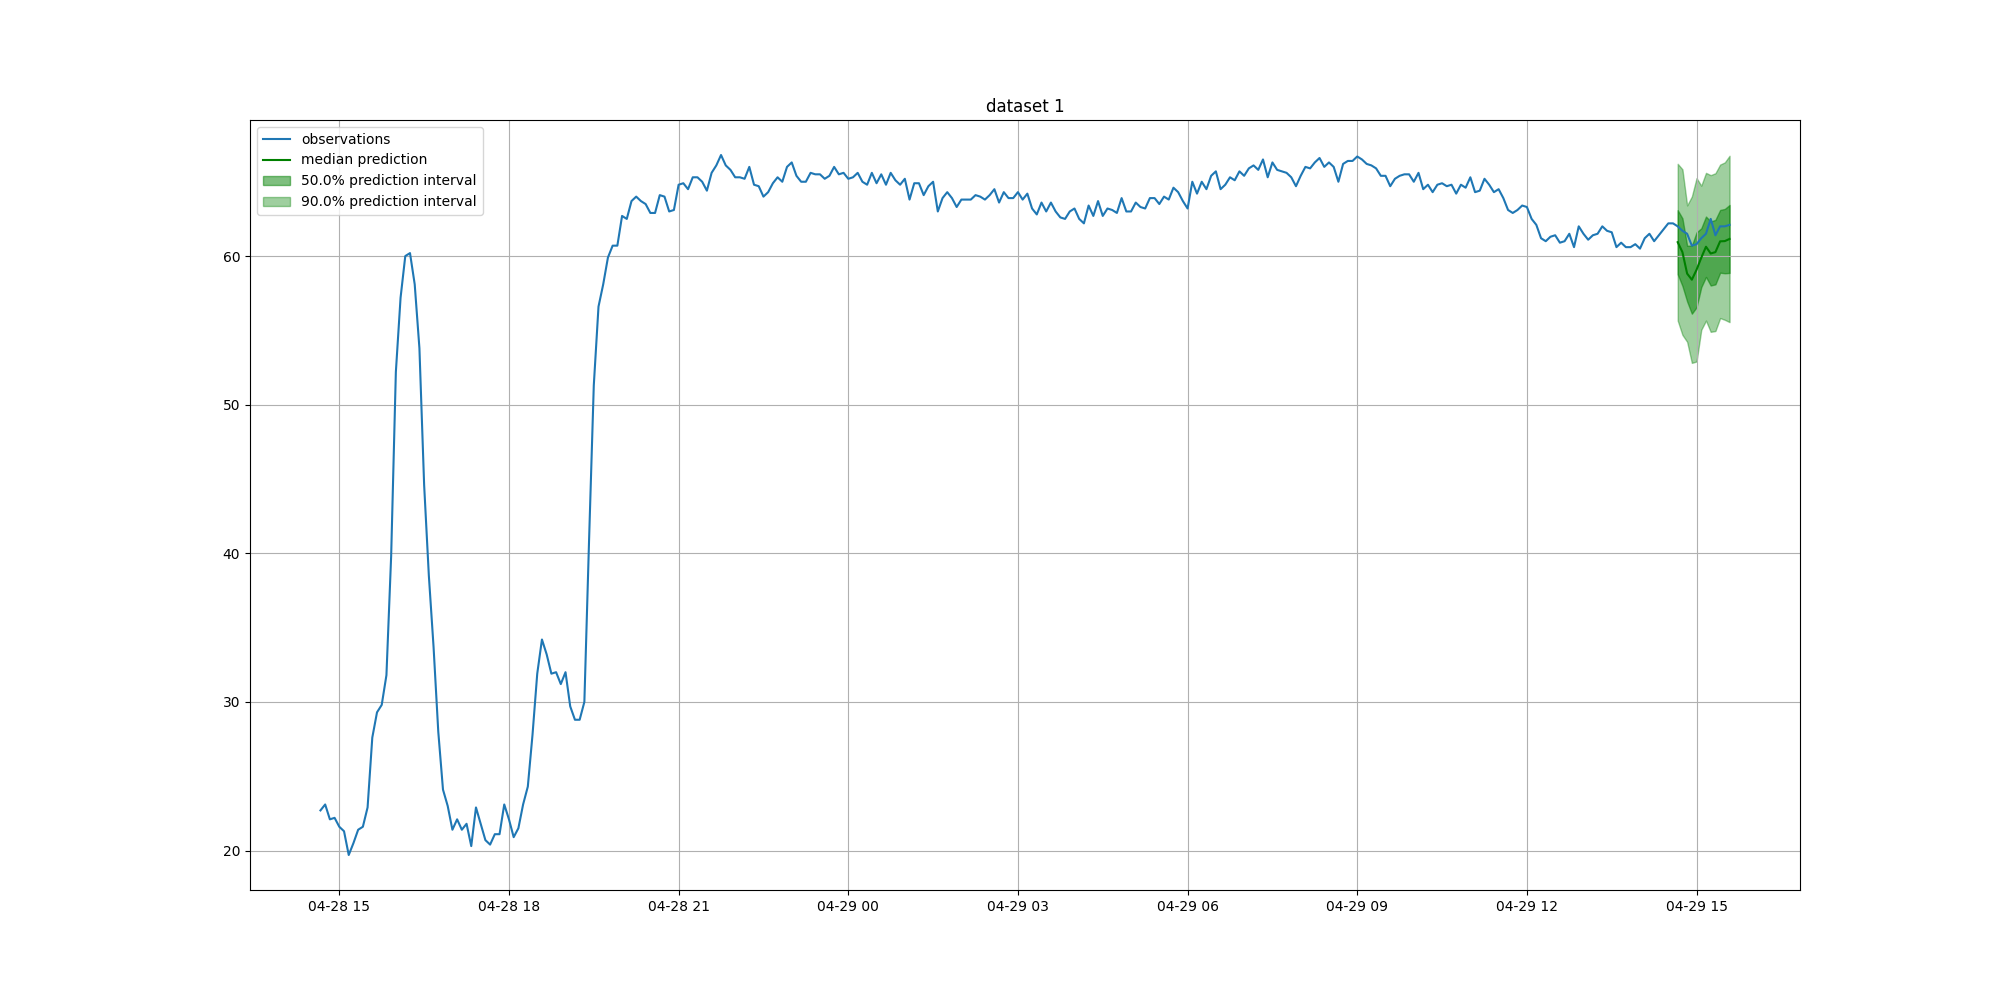 dataset 1
observations
median prediction
50.0% prediction interval
90.0% prediction interval
60
50
40
30
20
04-28 15
04-28 18
04-28 21
04-29 00
04-29 03
04-29 06
04-29 09
04-29 12
04-29 15